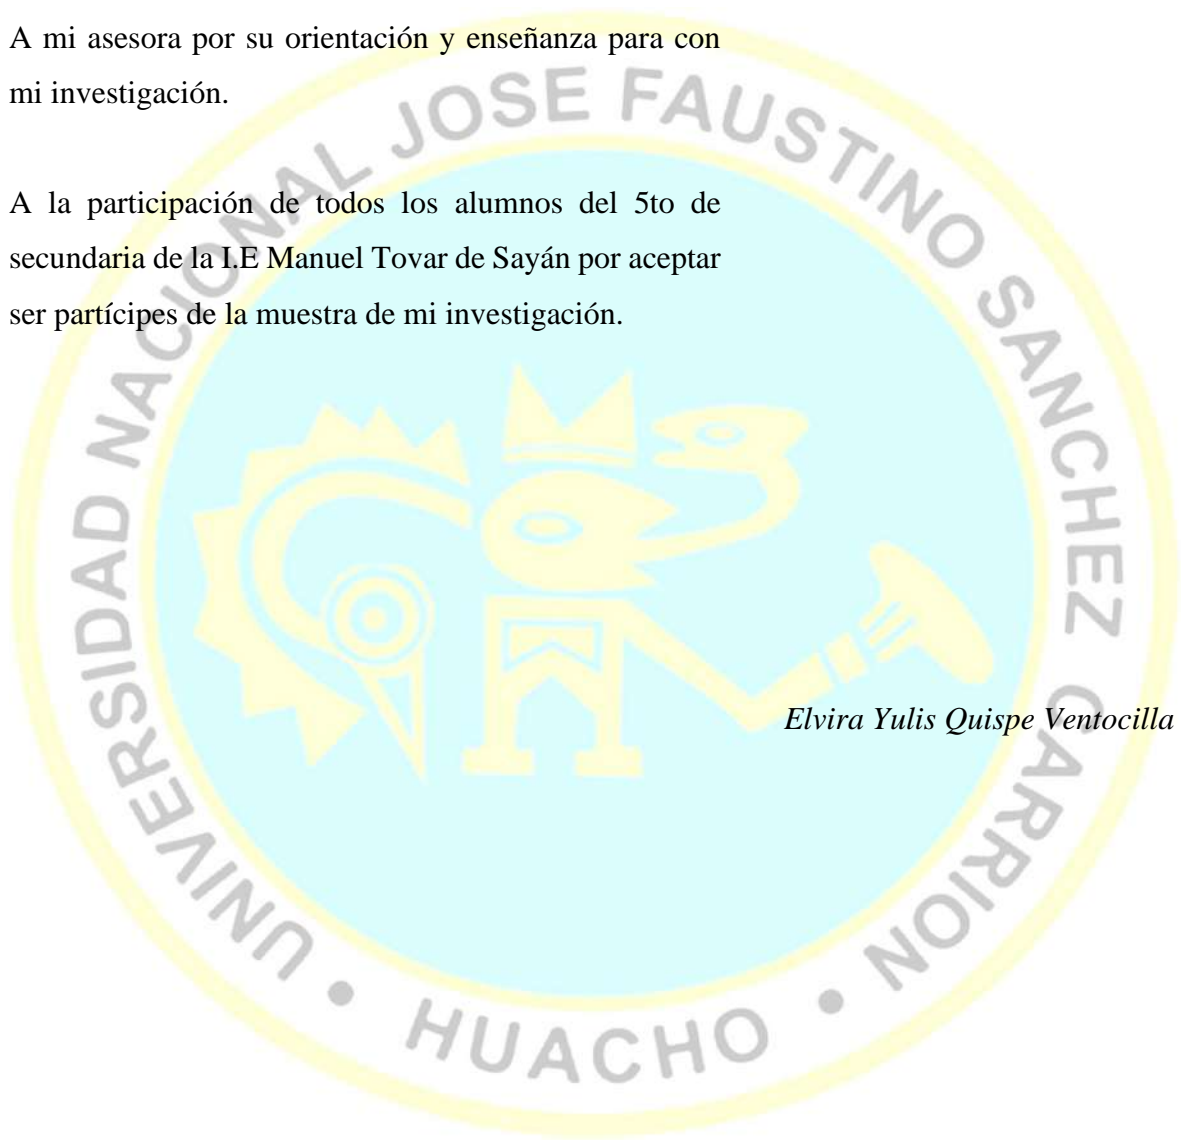 A mi asesora por su orientación y enseñanza para con
mi investigación.
A la participación de todos los alumnos del 5to de
secundaria de la I.E Manuel Tovar de Sayán por aceptar
ser partícipes de la muestra de mi investigación.
Elvira Yulis Quispe Ventocilla
UNIVERSIDAD NACIONAL JOSE FAUSTINO SANCHEZ CARRION
• HUACHO •